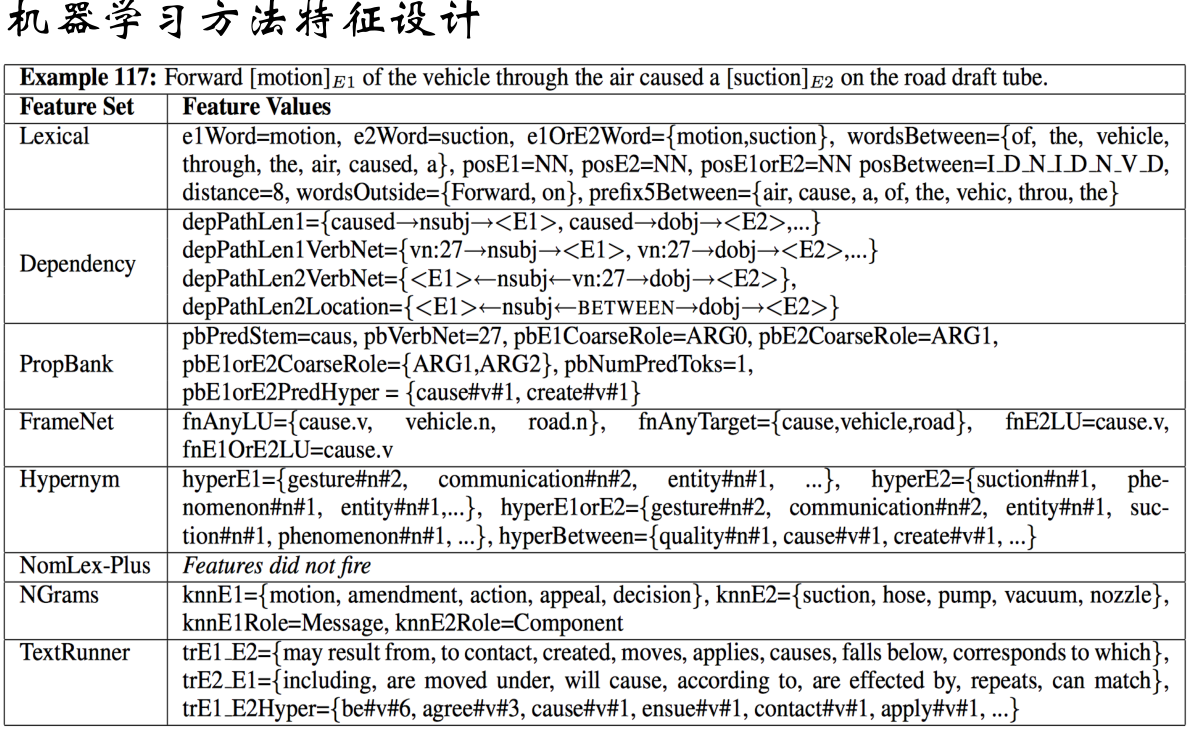 机器学习方法特征设计
Example 117: Forward [motion]E1 of the vehicle through the air caused a [suction]E2 on the road draft tube.
Feature Set Feature Values
Lexical e1Word=motion, e2Word=suction, e1OrE2Word={motion,suction}, wordsBetween={of, the, vehicle,
through, the, air, caused, a}, posE1=NN, posE2=NN, posE1orE2=NN posBetween=I_D_N_I_D_N_V_D,
distance=8, wordsOutside={Forward, on}, prefix5Between={air, cause, a, of, the, vehic, throu, the}
Dependency depPathLen1={caused→nsubj→<E1>, caused→dobj→<E2>,...}
depPathLen1VerbNet={vn:27→nsubj→<E1>, vn:27→dobj→<E2>,...}
depPathLen2VerbNet={<E1>←nsubj←vn:27→dobj→<E2>},
depPathLen2Location={<E1>←nsubj←BETWEEN→dobj→<E2>}
PropBank pbPredStem=caus, pbVerbNet=27, pbE1CoarseRole=ARG0, pbE2CoarseRole=ARG1,
pbE1orE2CoarseRole={ARG1,ARG2}, pbNumPredToks=1,
pbE1orE2PredHyper = {cause#v#1, create#v#1}
FrameNet fnAnyLU={cause.v, vehicle.n, road.n}, fnAnyTarget={cause,vehicle,road}, fnE2LU=cause.v,
fnE1OrE2LU=cause.v
Hypernym hyperE1={gesture#n#2, communication#n#2, entity#n#1, ...}, hyperE2={suction#n#1, phe-
nomenon#n#1, entity#n#1,...}, hyperE1orE2={gesture#n#2, communication#n#2, entity#n#1, suc-
tion#n#1, phenomenon#n#1, ...}, hyperBetween={quality#n#1, cause#v#1, create#v#1, ...}
NomLex-Plus Features did not fire
NGrams knnE1={motion, amendment, action, appeal, decision}, knnE2={suction, hose, pump, vacuum, nozzle},
knnE1Role=Message, knnE2Role=Component
TextRunner trE1_E2={may result from, to contact, created, moves, applies, causes, falls below, corresponds to which},
trE2_E1={including, are moved under, will cause, according to, are effected by, repeats, can match},
trE1_E2Hyper={be#v#6, agree#v#3, cause#v#1, ensue#v#1, contact#v#1, apply#v#1, ...}